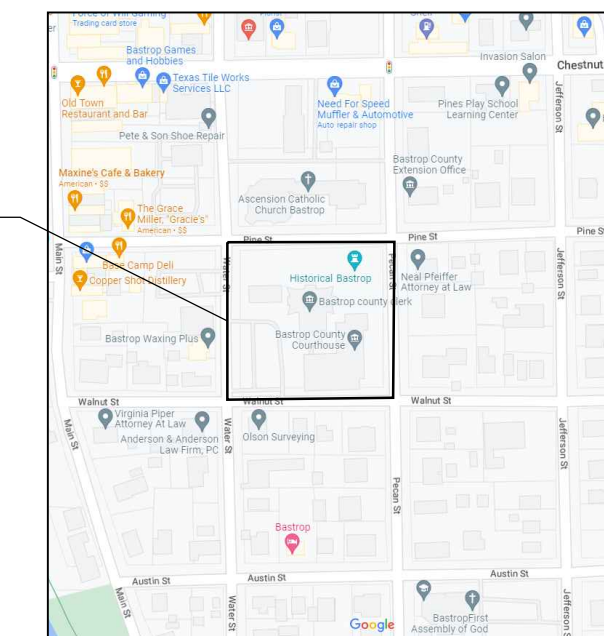 Force of Will Gaming
Trading card store
er
Bastrop Games
and Hobbies
Texas Tile Works
Services LLC
Invasion Salon
Chestnut
Old Town
Restaurant and Bar
Need For Speed
Muffler & Automotive
Auto repair shop
Pines Play School
Learning Center
Jefferson St
Pete & Son Shoe Repair
Maxine's Cafe & Bakery
American • $$
Bastrop County
Extension Office
Ascension Catholic
Church Bastrop
The Grace
Miller, "Gracie's"
American • $$
Pine St
Pine St
Pine St
Main St
Base Camp Deli
Copper Shot Distillery
Water St
Historical Bastrop
Pecan St
Neal Pfeiffer
Attorney at Law
Jefferson St
Bastrop county clerk
Bastrop Waxing Plus
Bastrop County
Courthouse
Walnut St
Walnut St
Walnut St
Virginia Piper
Attorney At Law
Anderson & Anderson
Law Firm, PC
Main St
Water St
Olson Surveying
Jefferson St
Pecan St
Bastrop
Austin St
Austin St
Austin St
Main St
Water St
Google
BastropFirst
Assembly of God
Jefferson S